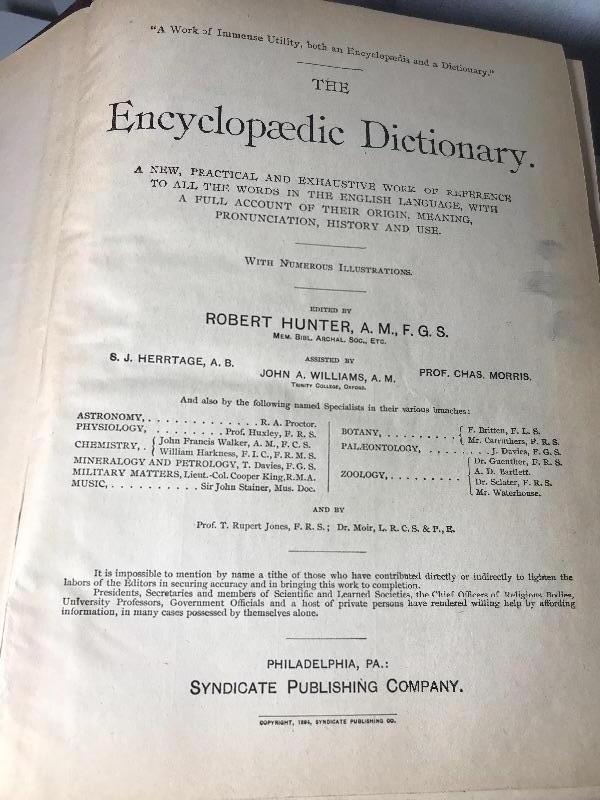 "A Work of Immense Utility, both an Encyclopædia and a Dictionary."
THE
Encyclopædic Dictionary.
A NEW, PRACTICAL AND EXHAUSTIVE WORK OF REFERENCE
TO ALL THE WORDS IN THE ENGLISH LANGUAGE, WITH
A FULL ACCOUNT OF THEIR ORIGIN, MEANING,
PRONUNCIATION, HISTORY AND USE.
WITH NUMEROUS ILLUSTRATIONS.
EDITED BY
ROBERT HUNTER, A. M., F. G. S.
MEM. BIBL. ARCHAL. SOC., ETC.
ASSISTED BY
S. J. HERRTAGE, A. B.
JOHN A. WILLIAMS, A. M.
TRINITY COLLEGE, OXFORD.
PROF. CHAS. MORRIS.
And also by the following named Specialists in their various branches:
ASTRONOMY, . . . . . . . . . . . . . R. A. Proctor.
PHYSIOLOGY, . . . . . . . . Prof. Huxley, F. R. S.
CHEMISTRY, . { John Francis Walker, A. M., F. C. S.
William Harkness, F. I. C., F. R. M. S.
MINERALOGY AND PETROLOGY, T. Davies, F. G. S.
MILITARY MATTERS, Lieut.-Col. Cooper King, R.M.A.
MUSIC, . . . . . . . . . . Sir John Stainer, Mus. Doc.
BOTANY, . . . . . . . . . { F. Britten, F. L. S.
Mr. Carruthers, F. R. S.
PALÆONTOLOGY, . . . . . . . J. Davies, F. G. S.
ZOOLOGY, . . . . . . . . . { Dr. Guenther, F. R. S.
A. D. Bartlett.
Dr. Sclater, F. R. S.
Mr. Waterhouse.
AND BY
Prof. T. Rupert Jones, F. R. S.; Dr. Moir, L. R. C. S. & P., E.
It is impossible to mention by name a tithe of those who have contributed directly or indirectly to lighten the
labors of the Editors in securing accuracy and in bringing this work to completion.
Presidents, Secretaries and members of Scientific and Learned Societies, the Chief Officers of Religious Bodies,
University Professors, Government Officials and a host of private persons have rendered willing help by affording
information, in many cases possessed by themselves alone.
PHILADELPHIA, PA.:
SYNDICATE PUBLISHING COMPANY.
COPYRIGHT, 1894, SYNDICATE PUBLISHING CO.